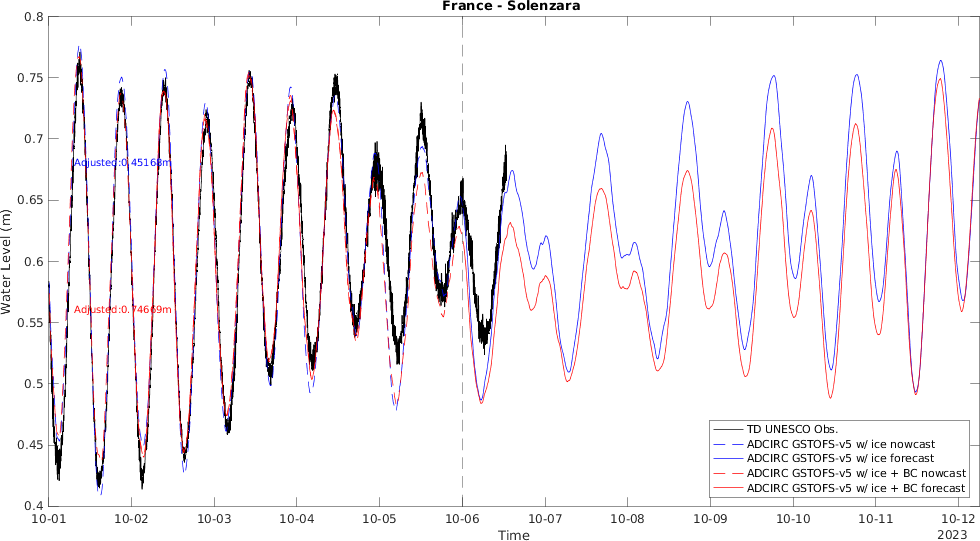 France - Solenzara
0.8
0.75
0.7
0.65
0.6
0.55
0.5
0.45
0.4
Water Level (m)
Adjusted:0.45168m
Adjusted:0.74669m
TD UNESCO Obs.
ADCIRC GSTOFS-v5 w/ ice nowcast
ADCIRC GSTOFS-v5 w/ ice forecast
ADCIRC GSTOFS-v5 w/ ice + BC nowcast
ADCIRC GSTOFS-v5 w/ ice + BC forecast
10-01 10-02 10-03 10-04 10-05 10-06 10-07 10-08 10-09 10-10 10-11 10-12
Time
2023